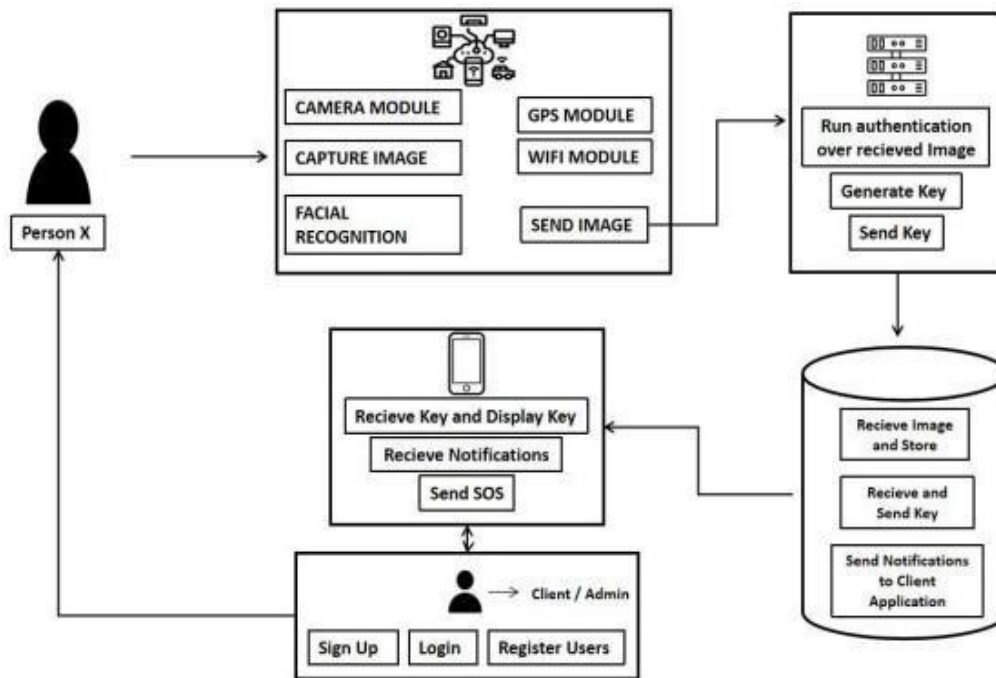 Person X
CAMERA MODULE
CAPTURE IMAGE
FACIAL
RECOGNITION
GPS MODULE
WIFI MODULE
SEND IMAGE
Run authentication
over recieved Image
Generate Key
Send Key
Recieve Image
and Store
Recieve and
Send Key
Send Notifications
to Client
Application
Recieve Key and Display Key
Recieve Notifications
Send SOS
Client / Admin
Sign Up
Login
Register Users